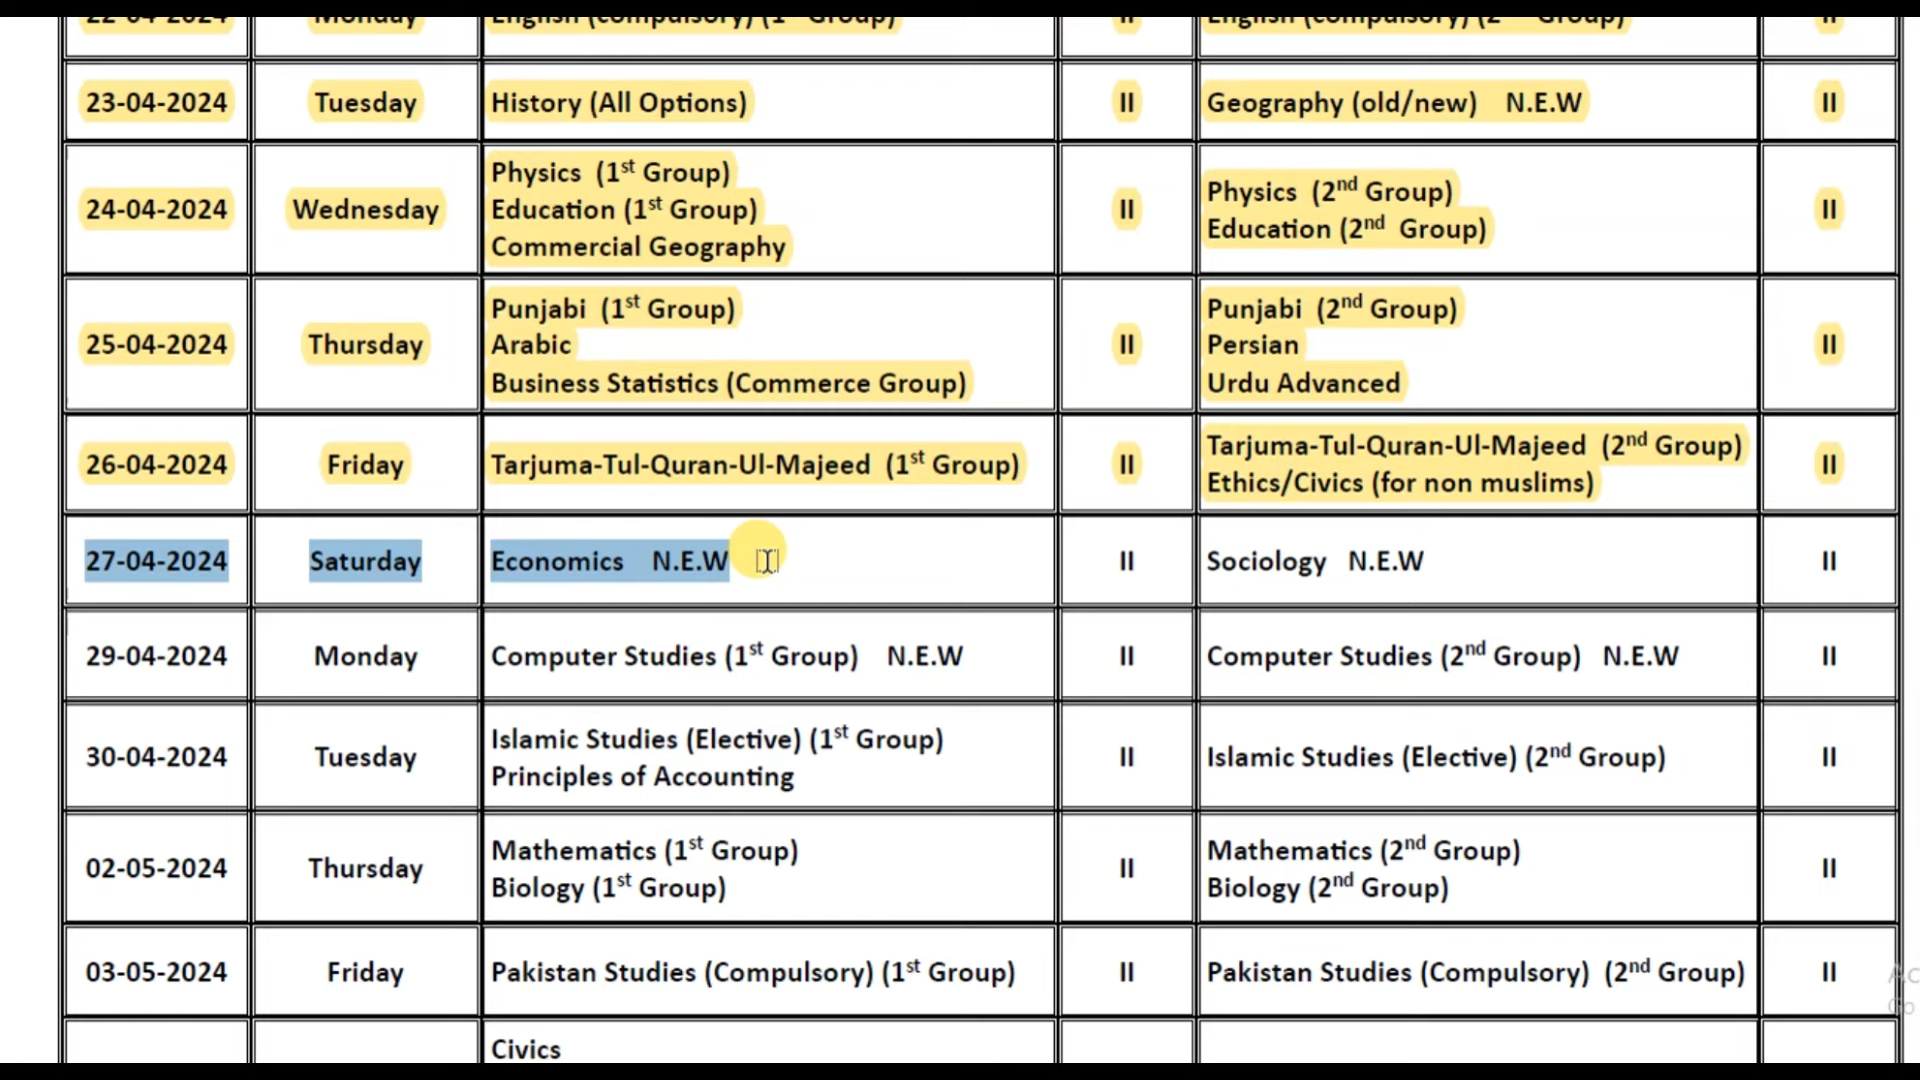 22-04-2024 Monday English (compulsory) (1st Group) II English (compulsory) (2nd Group) II
23-04-2024 Tuesday History (All Options) II Geography (old/new) N.E.W II
24-04-2024 Wednesday Physics (1st Group)
Education (1st Group)
Commercial Geography II Physics (2nd Group)
Education (2nd Group) II
25-04-2024 Thursday Punjabi (1st Group)
Arabic
Business Statistics (Commerce Group) II Punjabi (2nd Group)
Persian
Urdu Advanced II
26-04-2024 Friday Tarjuma-Tul-Quran-Ul-Majeed (1st Group) II Tarjuma-Tul-Quran-Ul-Majeed (2nd Group)
Ethics/Civics (for non muslims) II
27-04-2024 Saturday Economics N.E.W II Sociology N.E.W II
29-04-2024 Monday Computer Studies (1st Group) N.E.W II Computer Studies (2nd Group) N.E.W II
30-04-2024 Tuesday Islamic Studies (Elective) (1st Group)
Principles of Accounting II Islamic Studies (Elective) (2nd Group) II
02-05-2024 Thursday Mathematics (1st Group)
Biology (1st Group) II Mathematics (2nd Group)
Biology (2nd Group) II
03-05-2024 Friday Pakistan Studies (Compulsory) (1st Group) II Pakistan Studies (Compulsory) (2nd Group) II
Civics